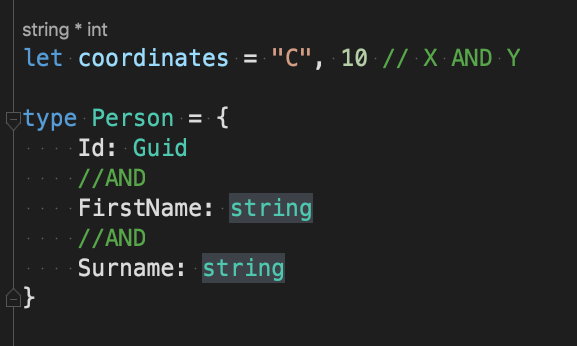 string * int
let coordinates = "C", 10 // X AND Y
type Person = {
Id: Guid
//AND
FirstName: string
//AND
Surname: string
}